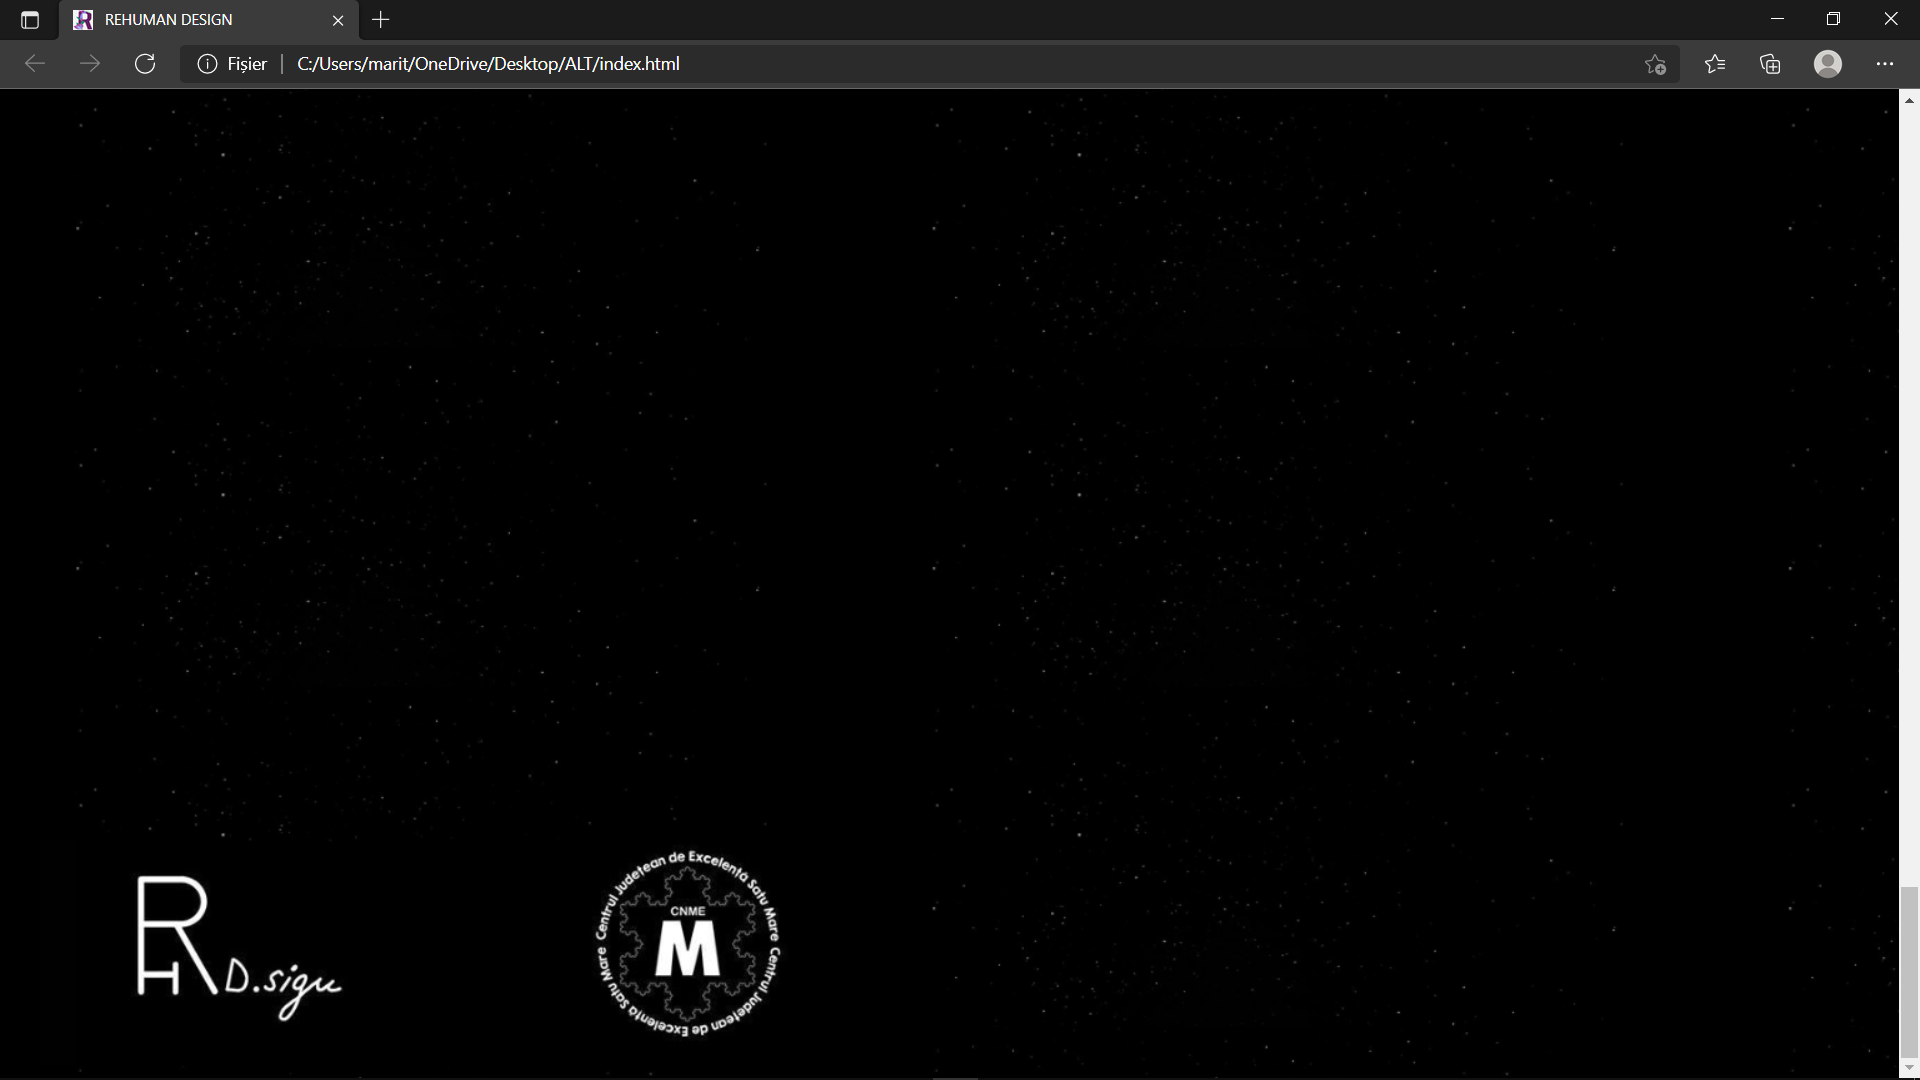 REHUMAN DESIGN
Fișier
C:/Users/marit/OneDrive/Desktop/ALT/index.html
RH D.sign
Centrul Județean de Excelență Satu Mare Centrul Județean de Excelență Satu Mare
CNME
M